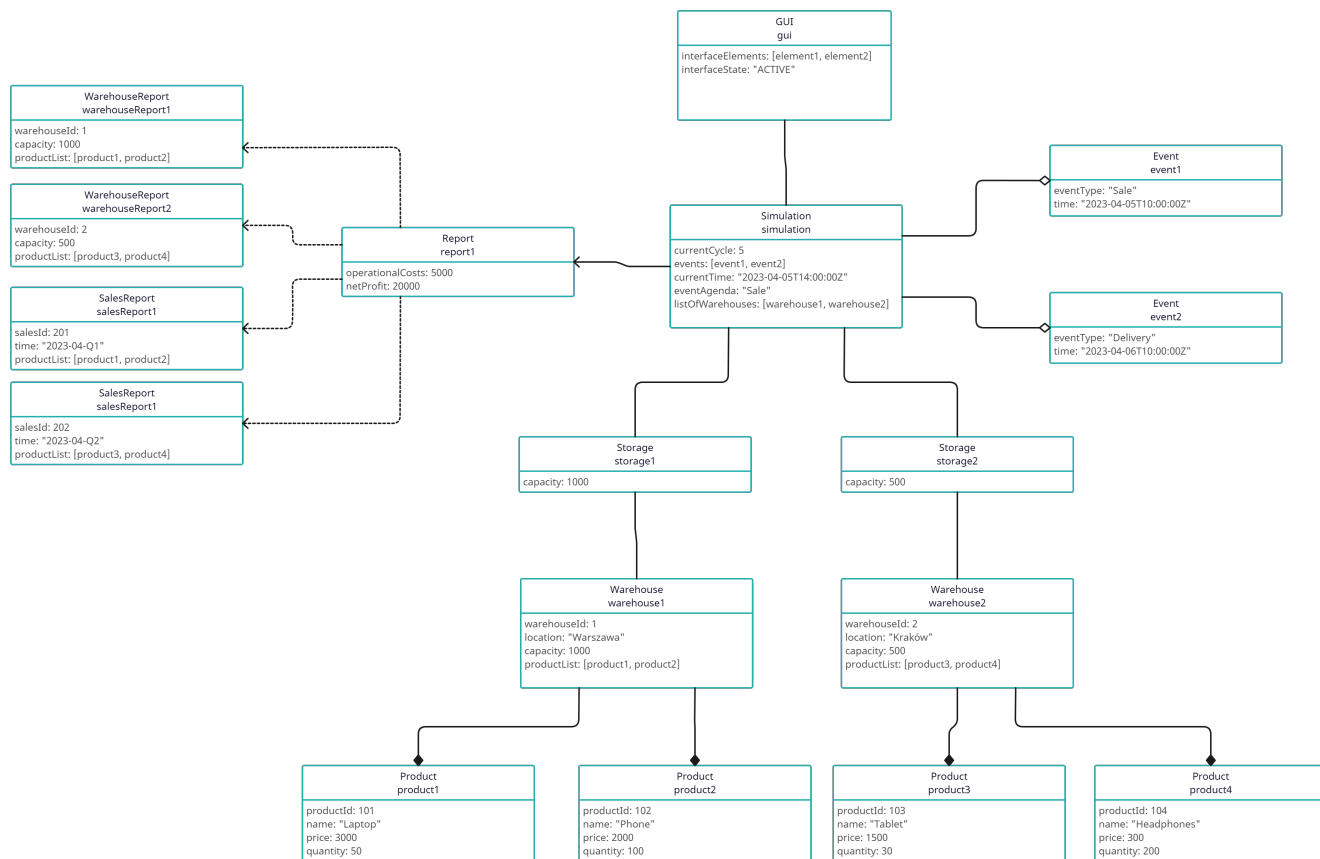 GUI
gui
interfaceElements: [element1, element2]
interfaceState: "ACTIVE"
WarehouseReport
warehouseReport1
warehouseId: 1
capacity: 1000
productList: [product1, product2]
WarehouseReport
warehouseReport2
warehouseId: 2
capacity: 500
productList: [product3, product4]
SalesReport
salesReport1
salesId: 201
time: "2023-04-Q1"
productList: [product1, product2]
SalesReport
salesReport1
salesId: 202
time: "2023-04-Q2"
productList: [product3, product4]
Report
report1
operationalCosts: 5000
netProfit: 20000
Simulation
simulation
currentCycle: 5
events: [event1, event2]
currentTime: "2023-04-05T14:00:00Z"
eventAgenda: "Sale"
listOfWarehouses: [warehouse1, warehouse2]
Event
event1
eventType: "Sale"
time: "2023-04-05T10:00:00Z"
Event
event2
eventType: "Delivery"
time: "2023-04-06T10:00:00Z"
Storage
storage1
capacity: 1000
Storage
storage2
capacity: 500
Warehouse
warehouse1
warehouseId: 1
location: "Warszawa"
capacity: 1000
productList: [product1, product2]
Warehouse
warehouse2
warehouseId: 2
location: "Kraków"
capacity: 500
productList: [product3, product4]
Product
product1
productId: 101
name: "Laptop"
price: 3000
quantity: 50
Product
product2
productId: 102
name: "Phone"
price: 2000
quantity: 100
Product
product3
productId: 103
name: "Tablet"
price: 1500
quantity: 30
Product
product4
productId: 104
name: "Headphones"
price: 300
quantity: 200